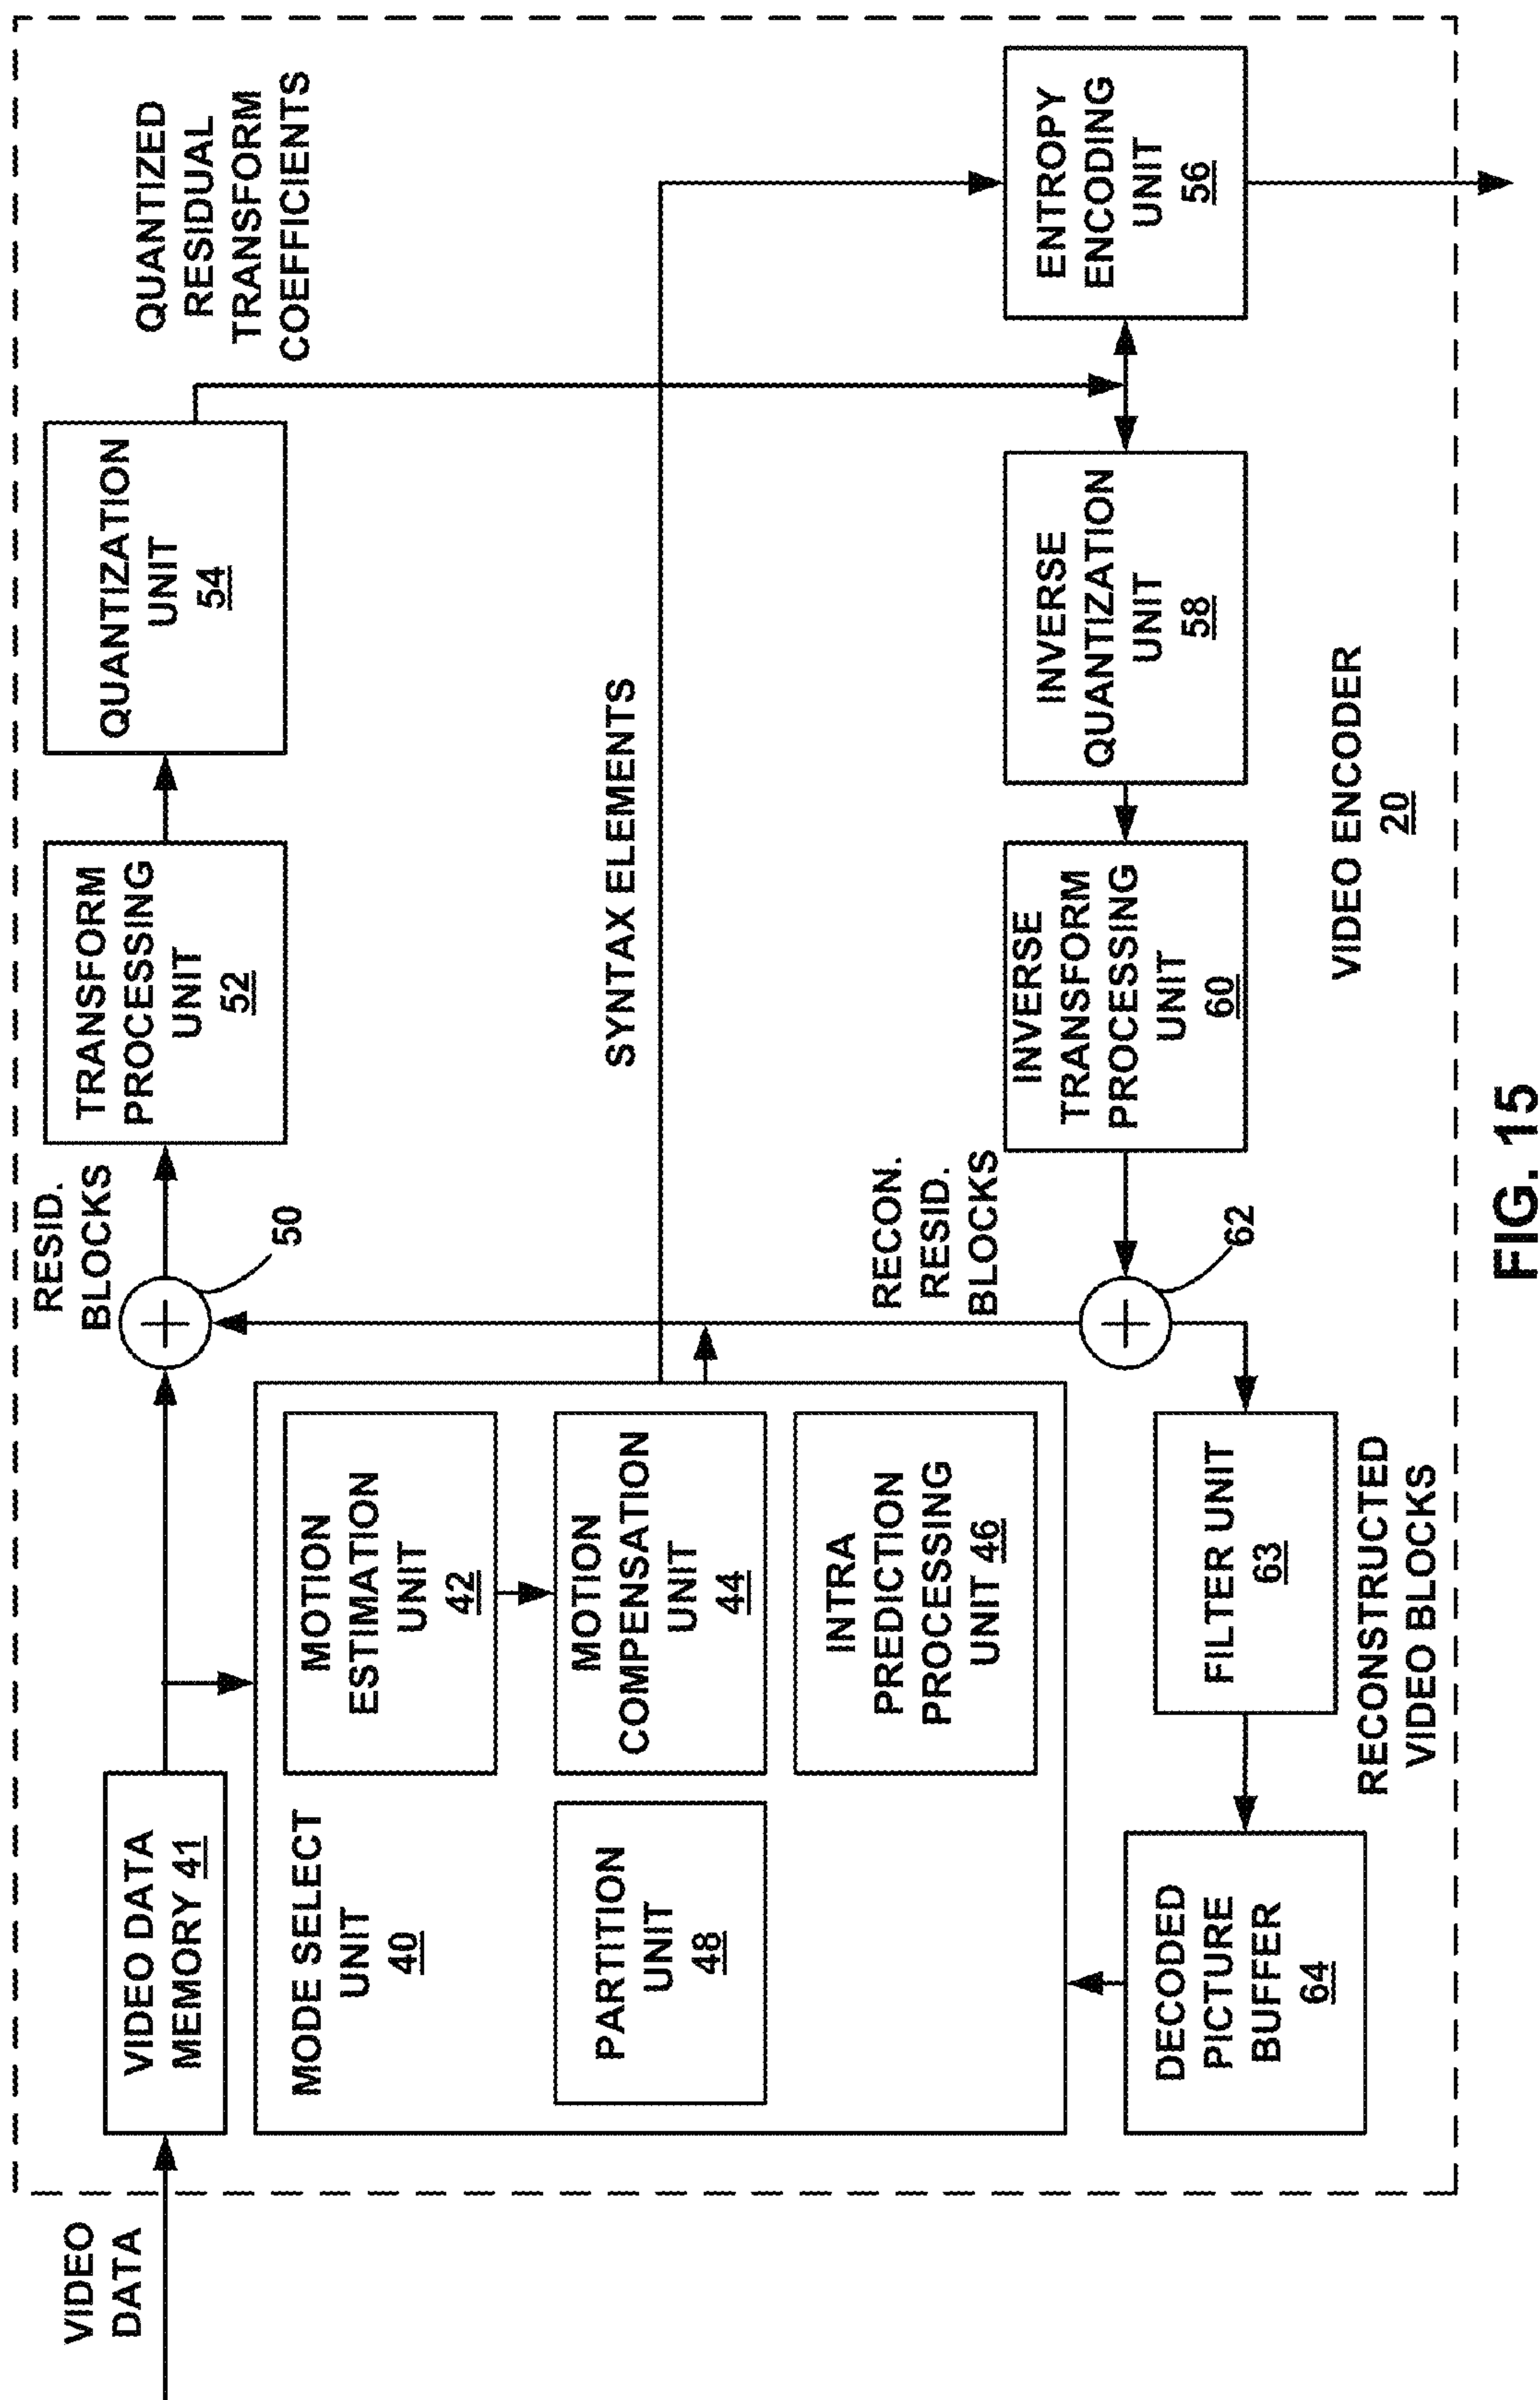 VIDEO
DATA
VIDEO DATA
MEMORY 41
MODE SELECT
UNIT
40
MOTION
ESTIMATION
UNIT
42
MOTION
COMPENSATION
UNIT
44
INTRA
PREDICTION
PROCESSING
UNIT 46
PARTITION
UNIT
48
RESID.
BLOCKS
50
TRANSFORM
PROCESSING
UNIT
52
QUANTIZATION
UNIT
54
QUANTIZED
RESIDUAL
TRANSFORM
COEFFICIENTS
SYNTAX ELEMENTS
ENTROPY
ENCODING
UNIT
56
INVERSE
QUANTIZATION
UNIT
58
INVERSE
TRANSFORM
PROCESSING
UNIT
60
RECON.
RESID.
BLOCKS
62
FILTER UNIT
63
RECONSTRUCTED
VIDEO BLOCKS
DECODED
PICTURE
BUFFER
64
VIDEO ENCODER
20
FIG. 15